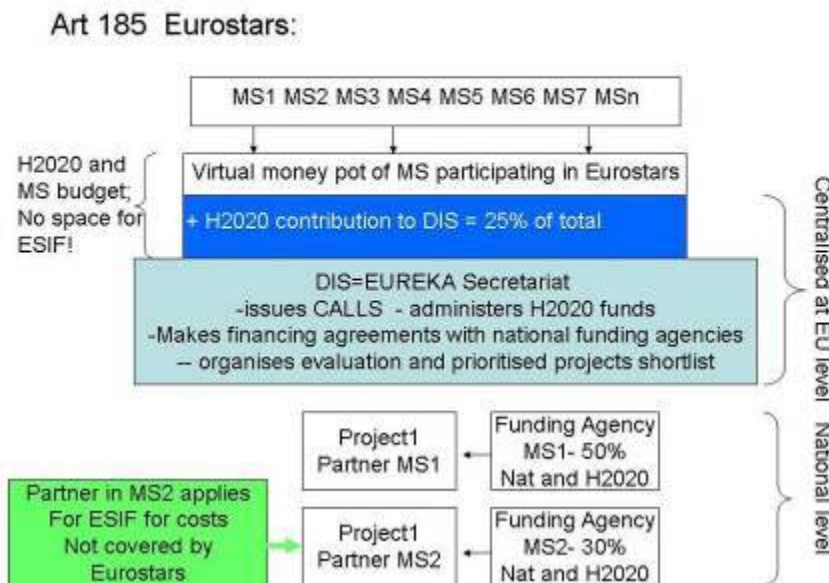 Art 185 Eurostars:
MS1 MS2 MS3 MS4 MS5 MS6 MS7 MSn
H2020 and
MS budget;
No space for
ESIF!
Virtual money pot of MS participating in Eurostars
+ H2020 contribution to DIS = 25% of total
DIS=EUREKA Secretariat
-issues CALLS - administers H2020 funds
-Makes financing agreements with national funding agencies
-- organises evaluation and prioritised projects shortlist
Centralised at EU level
Project1
Partner MS1
Funding Agency
MS1- 50%
Nat and H2020
Partner in MS2 applies
For ESIF for costs
Not covered by
Eurostars
Project1
Partner MS2
Funding Agency
MS2- 30%
Nat and H2020
National level